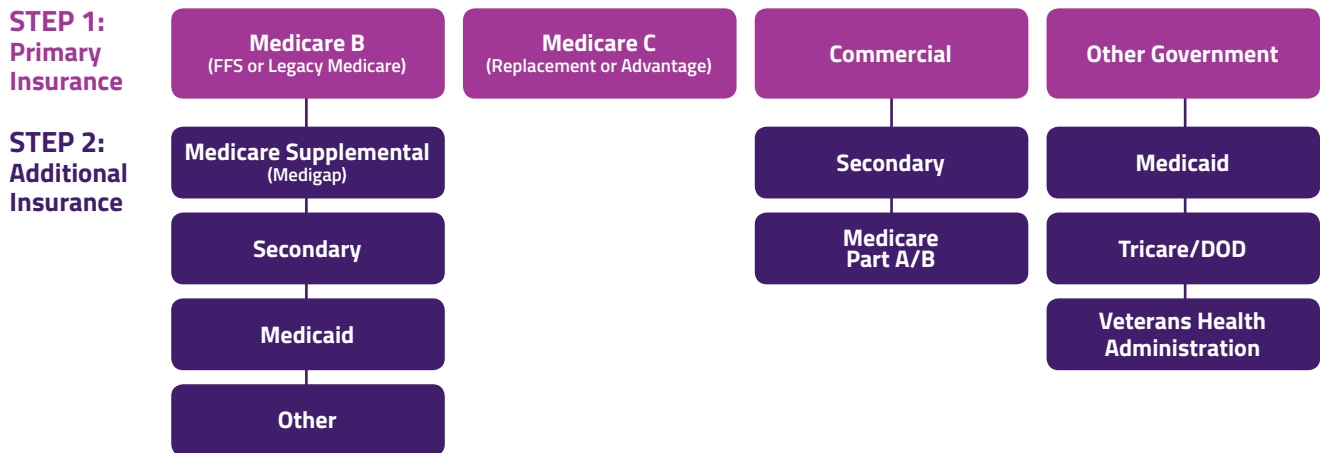 STEP 1:
Primary
Insurance
Medicare B
(FFS or Legacy Medicare)
Medicare C
(Replacement or Advantage)
Commercial
Other Government
STEP 2:
Additional
Insurance
Medicare Supplemental
(Medigap)
Secondary
Medicaid
Other
Secondary
Medicare
Part A/B
Medicaid
Tricare/DOD
Veterans Health
Administration